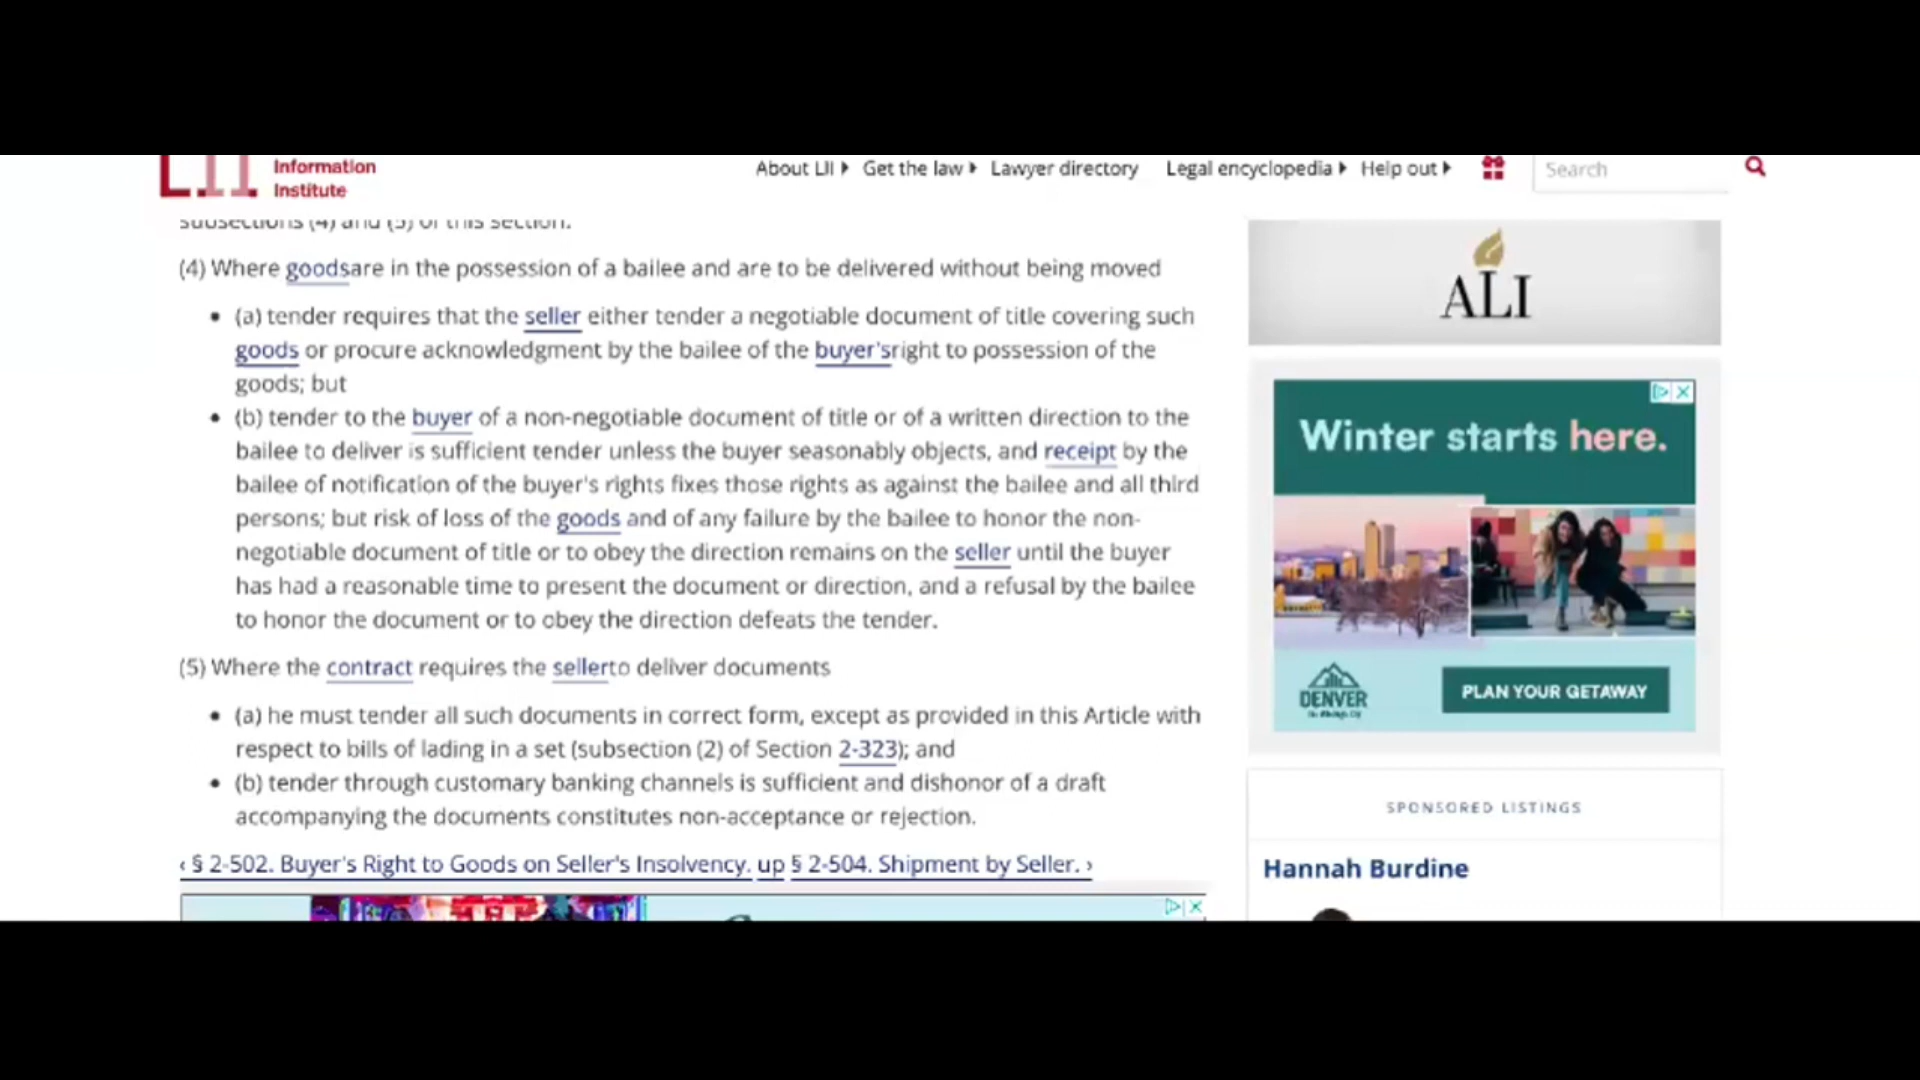 LII
Information
Institute
About LII
Get the law
Lawyer directory
Legal encyclopedia
Help out
Search
subsections (4) and (5) of this section.
(4) Where goodsare in the possession of a bailee and are to be delivered without being moved
• (a) tender requires that the seller either tender a negotiable document of title covering such
goods or procure acknowledgment by the bailee of the buyer'sright to possession of the
goods; but
• (b) tender to the buyer of a non-negotiable document of title or of a written direction to the
bailee to deliver is sufficient tender unless the buyer seasonably objects, and receipt by the
bailee of notification of the buyer's rights fixes those rights as against the bailee and all third
persons; but risk of loss of the goods and of any failure by the bailee to honor the non-
negotiable document of title or to obey the direction remains on the seller until the buyer
has had a reasonable time to present the document or direction, and a refusal by the bailee
to honor the document or to obey the direction defeats the tender.
(5) Where the contract requires the sellerto deliver documents
• (a) he must tender all such documents in correct form, except as provided in this Article with
respect to bills of lading in a set (subsection (2) of Section 2-323); and
• (b) tender through customary banking channels is sufficient and dishonor of a draft
accompanying the documents constitutes non-acceptance or rejection.
‹ § 2-502. Buyer's Right to Goods on Seller's Insolvency. up § 2-504. Shipment by Seller. ›
ALI
Winter starts here.
DENVER
PLAN YOUR GETAWAY
SPONSORED LISTINGS
Hannah Burdine